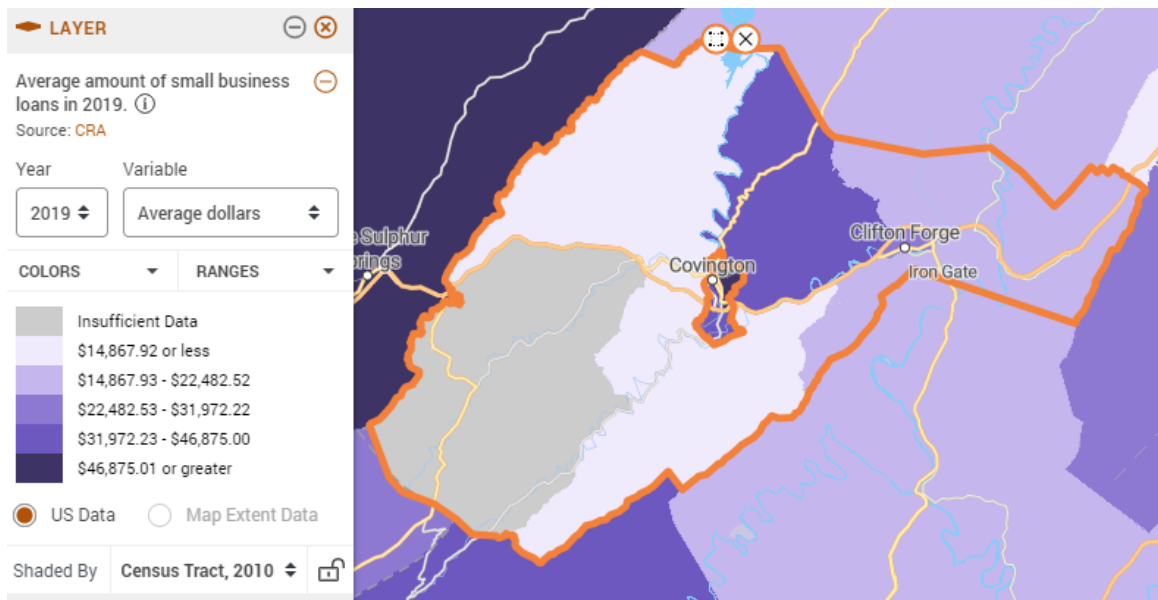 LAYER
Average amount of small business
loans in 2019.
Source: CRA
Year
Variable
2019
Average dollars
COLORS
RANGES
Insufficient Data
$14,867.92 or less
$14,867.93 - $22,482.52
$22,482.53 - $31,972.22
$31,972.23 - $46,875.00
$46,875.01 or greater
US Data
Map Extent Data
Shaded By
Census Tract, 2010
Sulphur
Covington
Clifton Forge
Iron Gate